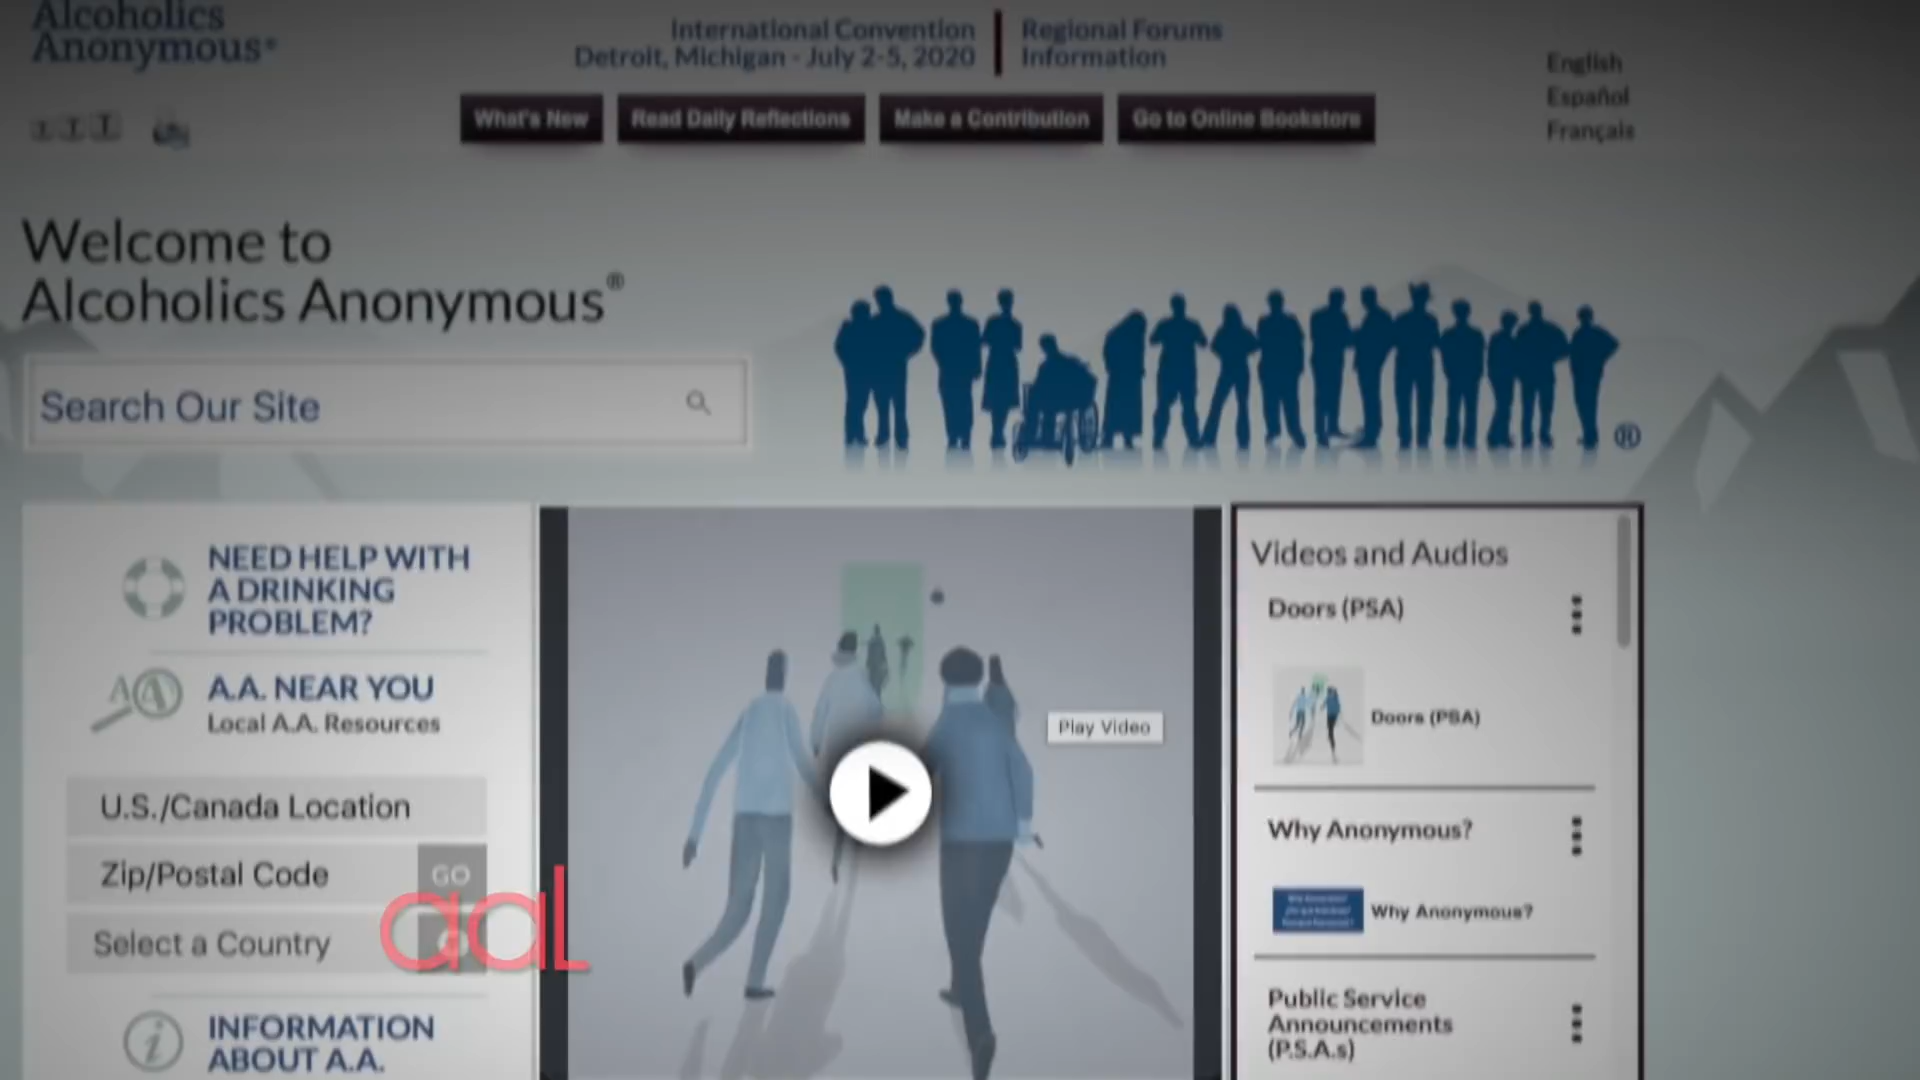 Alcoholics
Anonymous®
International Convention
Detroit, Michigan - July 2-5, 2020
Regional Forums
Information
English
Español
Français
T T T
What's New
Read Daily Reflections
Make a Contribution
Go to Online Bookstore
Welcome to
Alcoholics Anonymous®
Search Our Site
®
NEED HELP WITH
A DRINKING
PROBLEM?
A.A. NEAR YOU
Local A.A. Resources
U.S./Canada Location
Zip/Postal Code
GO
Select a Country
aal
INFORMATION
ABOUT A.A.
Play Video
Videos and Audios
Doors (PSA)
Doors (PSA)
Why Anonymous?
Why Anonymous?
Public Service
Announcements
(P.S.A.s)